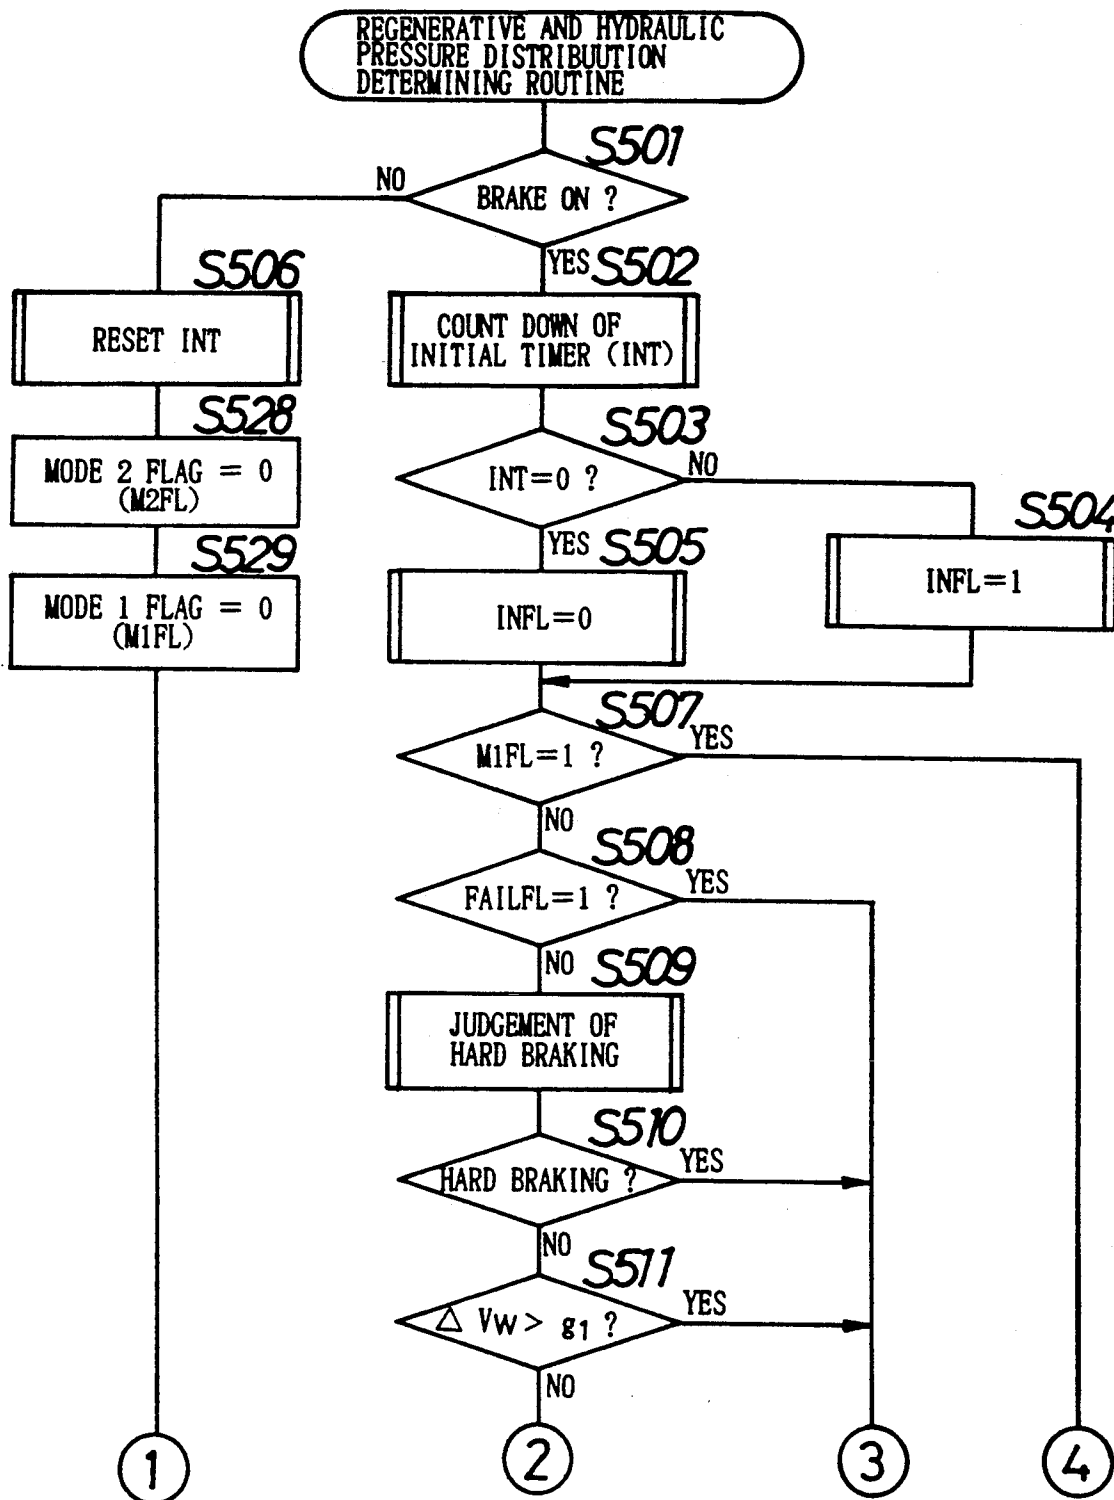 REGENERATIVE AND HYDRAULIC
PRESSURE DISTRIBUUTION
DETERMINING ROUTINE
S501
NO
BRAKE ON ?
YES
S506
S502
RESET INT
COUNT DOWN OF
INITIAL TIMER (INT)
S528
S503
MODE 2 FLAG = 0
(M2FL)
INT=0 ?
NO
S504
YES
S529
S505
INFL=1
MODE 1 FLAG = 0
(M1FL)
INFL=0
S507
M1FL=1 ?
YES
NO
S508
FAILFL=1 ?
YES
NO
S509
JUDGEMENT OF
HARD BRAKING
S510
HARD BRAKING ?
YES
NO
S511
△ VW> g1 ?
YES
NO
1
2
3
4